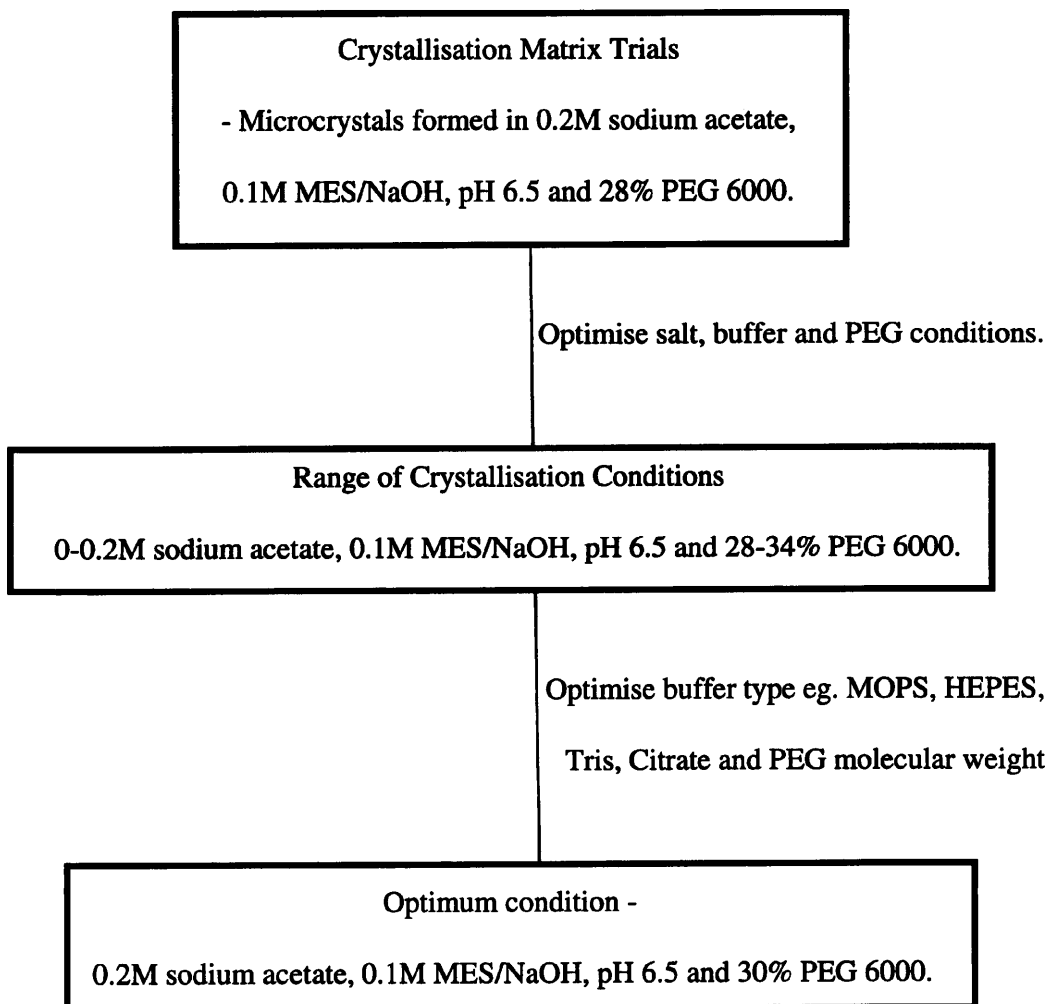 Crystallisation Matrix Trials
- Microcrystals formed in 0.2M sodium acetate,
0.1M MES/NaOH, pH 6.5 and 28% PEG 6000.
Optimise salt, buffer and PEG conditions.
Range of Crystallisation Conditions
0-0.2M sodium acetate, 0.1M MES/NaOH, pH 6.5 and 28-34% PEG 6000.
Optimise buffer type eg. MOPS, HEPES,
Tris, Citrate and PEG molecular weight
Optimum condition -
0.2M sodium acetate, 0.1M MES/NaOH, pH 6.5 and 30% PEG 6000.